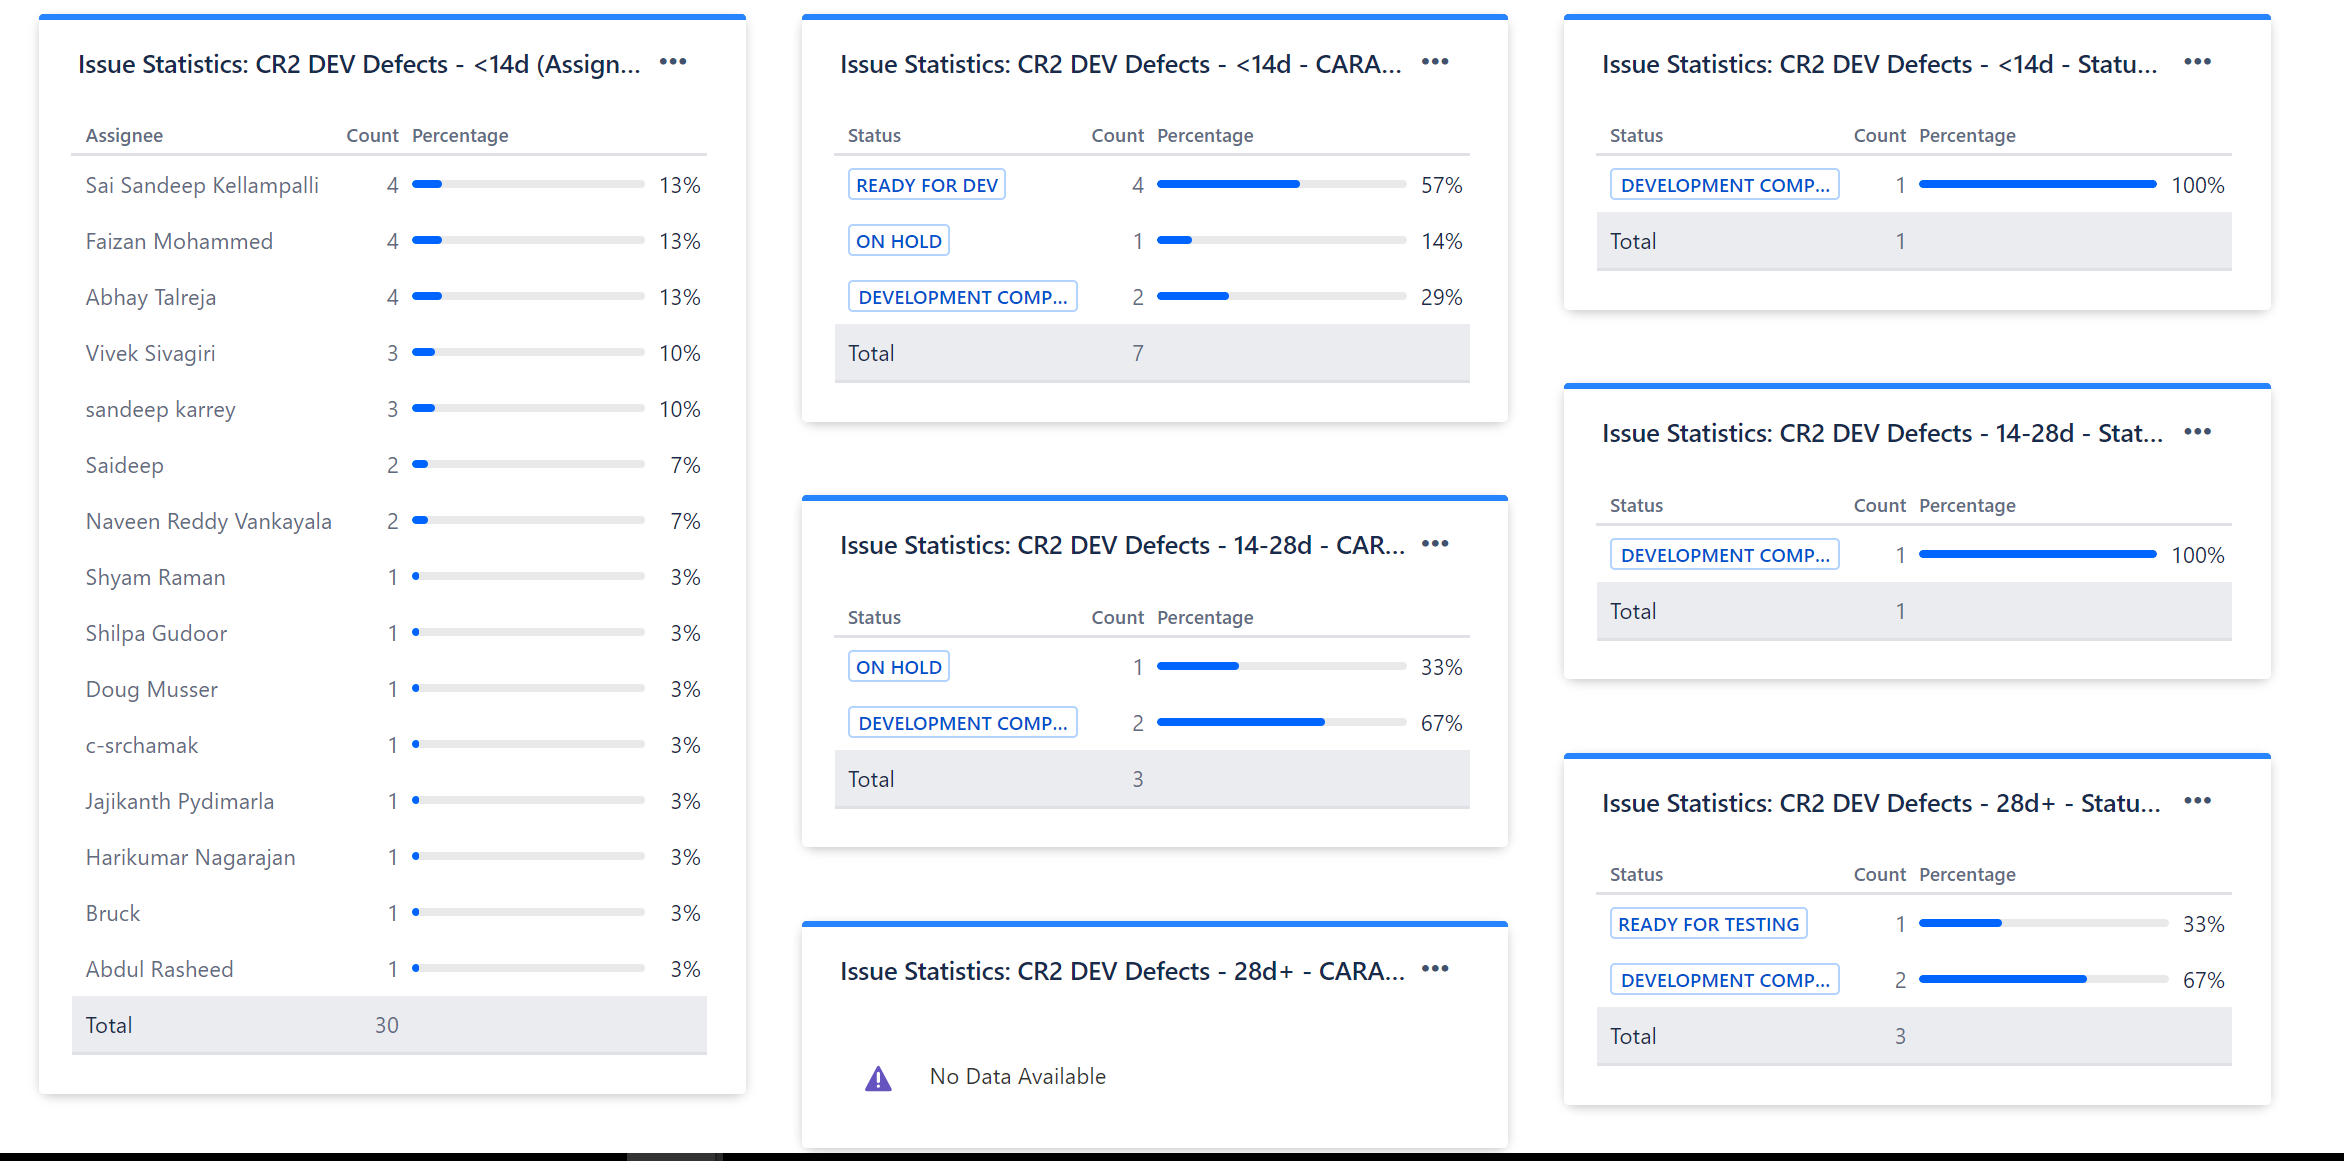 Issue Statistics: CR2 DEV Defects - <14d (Assign... •••
Assignee Count Percentage
Sai Sandeep Kellampalli 4 13%
Faizan Mohammed 4 13%
Abhay Talreja 4 13%
Vivek Sivagiri 3 10%
sandeep karrey 3 10%
Saideep 2 7%
Naveen Reddy Vankayala 2 7%
Shyam Raman 1 3%
Shilpa Gudoor 1 3%
Doug Musser 1 3%
c-srchamak 1 3%
Jajikanth Pydimarla 1 3%
Harikumar Nagarajan 1 3%
Bruck 1 3%
Abdul Rasheed 1 3%
Total 30
Issue Statistics: CR2 DEV Defects - <14d - CARA... •••
Status Count Percentage
READY FOR DEV 4 57%
ON HOLD 1 14%
DEVELOPMENT COMP... 2 29%
Total 7
Issue Statistics: CR2 DEV Defects - 14-28d - CAR... •••
Status Count Percentage
ON HOLD 1 33%
DEVELOPMENT COMP... 2 67%
Total 3
Issue Statistics: CR2 DEV Defects - 28d+ - CARA... •••
No Data Available
Issue Statistics: CR2 DEV Defects - <14d - Statu... •••
Status Count Percentage
DEVELOPMENT COMP... 1 100%
Total 1
Issue Statistics: CR2 DEV Defects - 14-28d - Stat... •••
Status Count Percentage
DEVELOPMENT COMP... 1 100%
Total 1
Issue Statistics: CR2 DEV Defects - 28d+ - Statu... •••
Status Count Percentage
READY FOR TESTING 1 33%
DEVELOPMENT COMP... 2 67%
Total 3